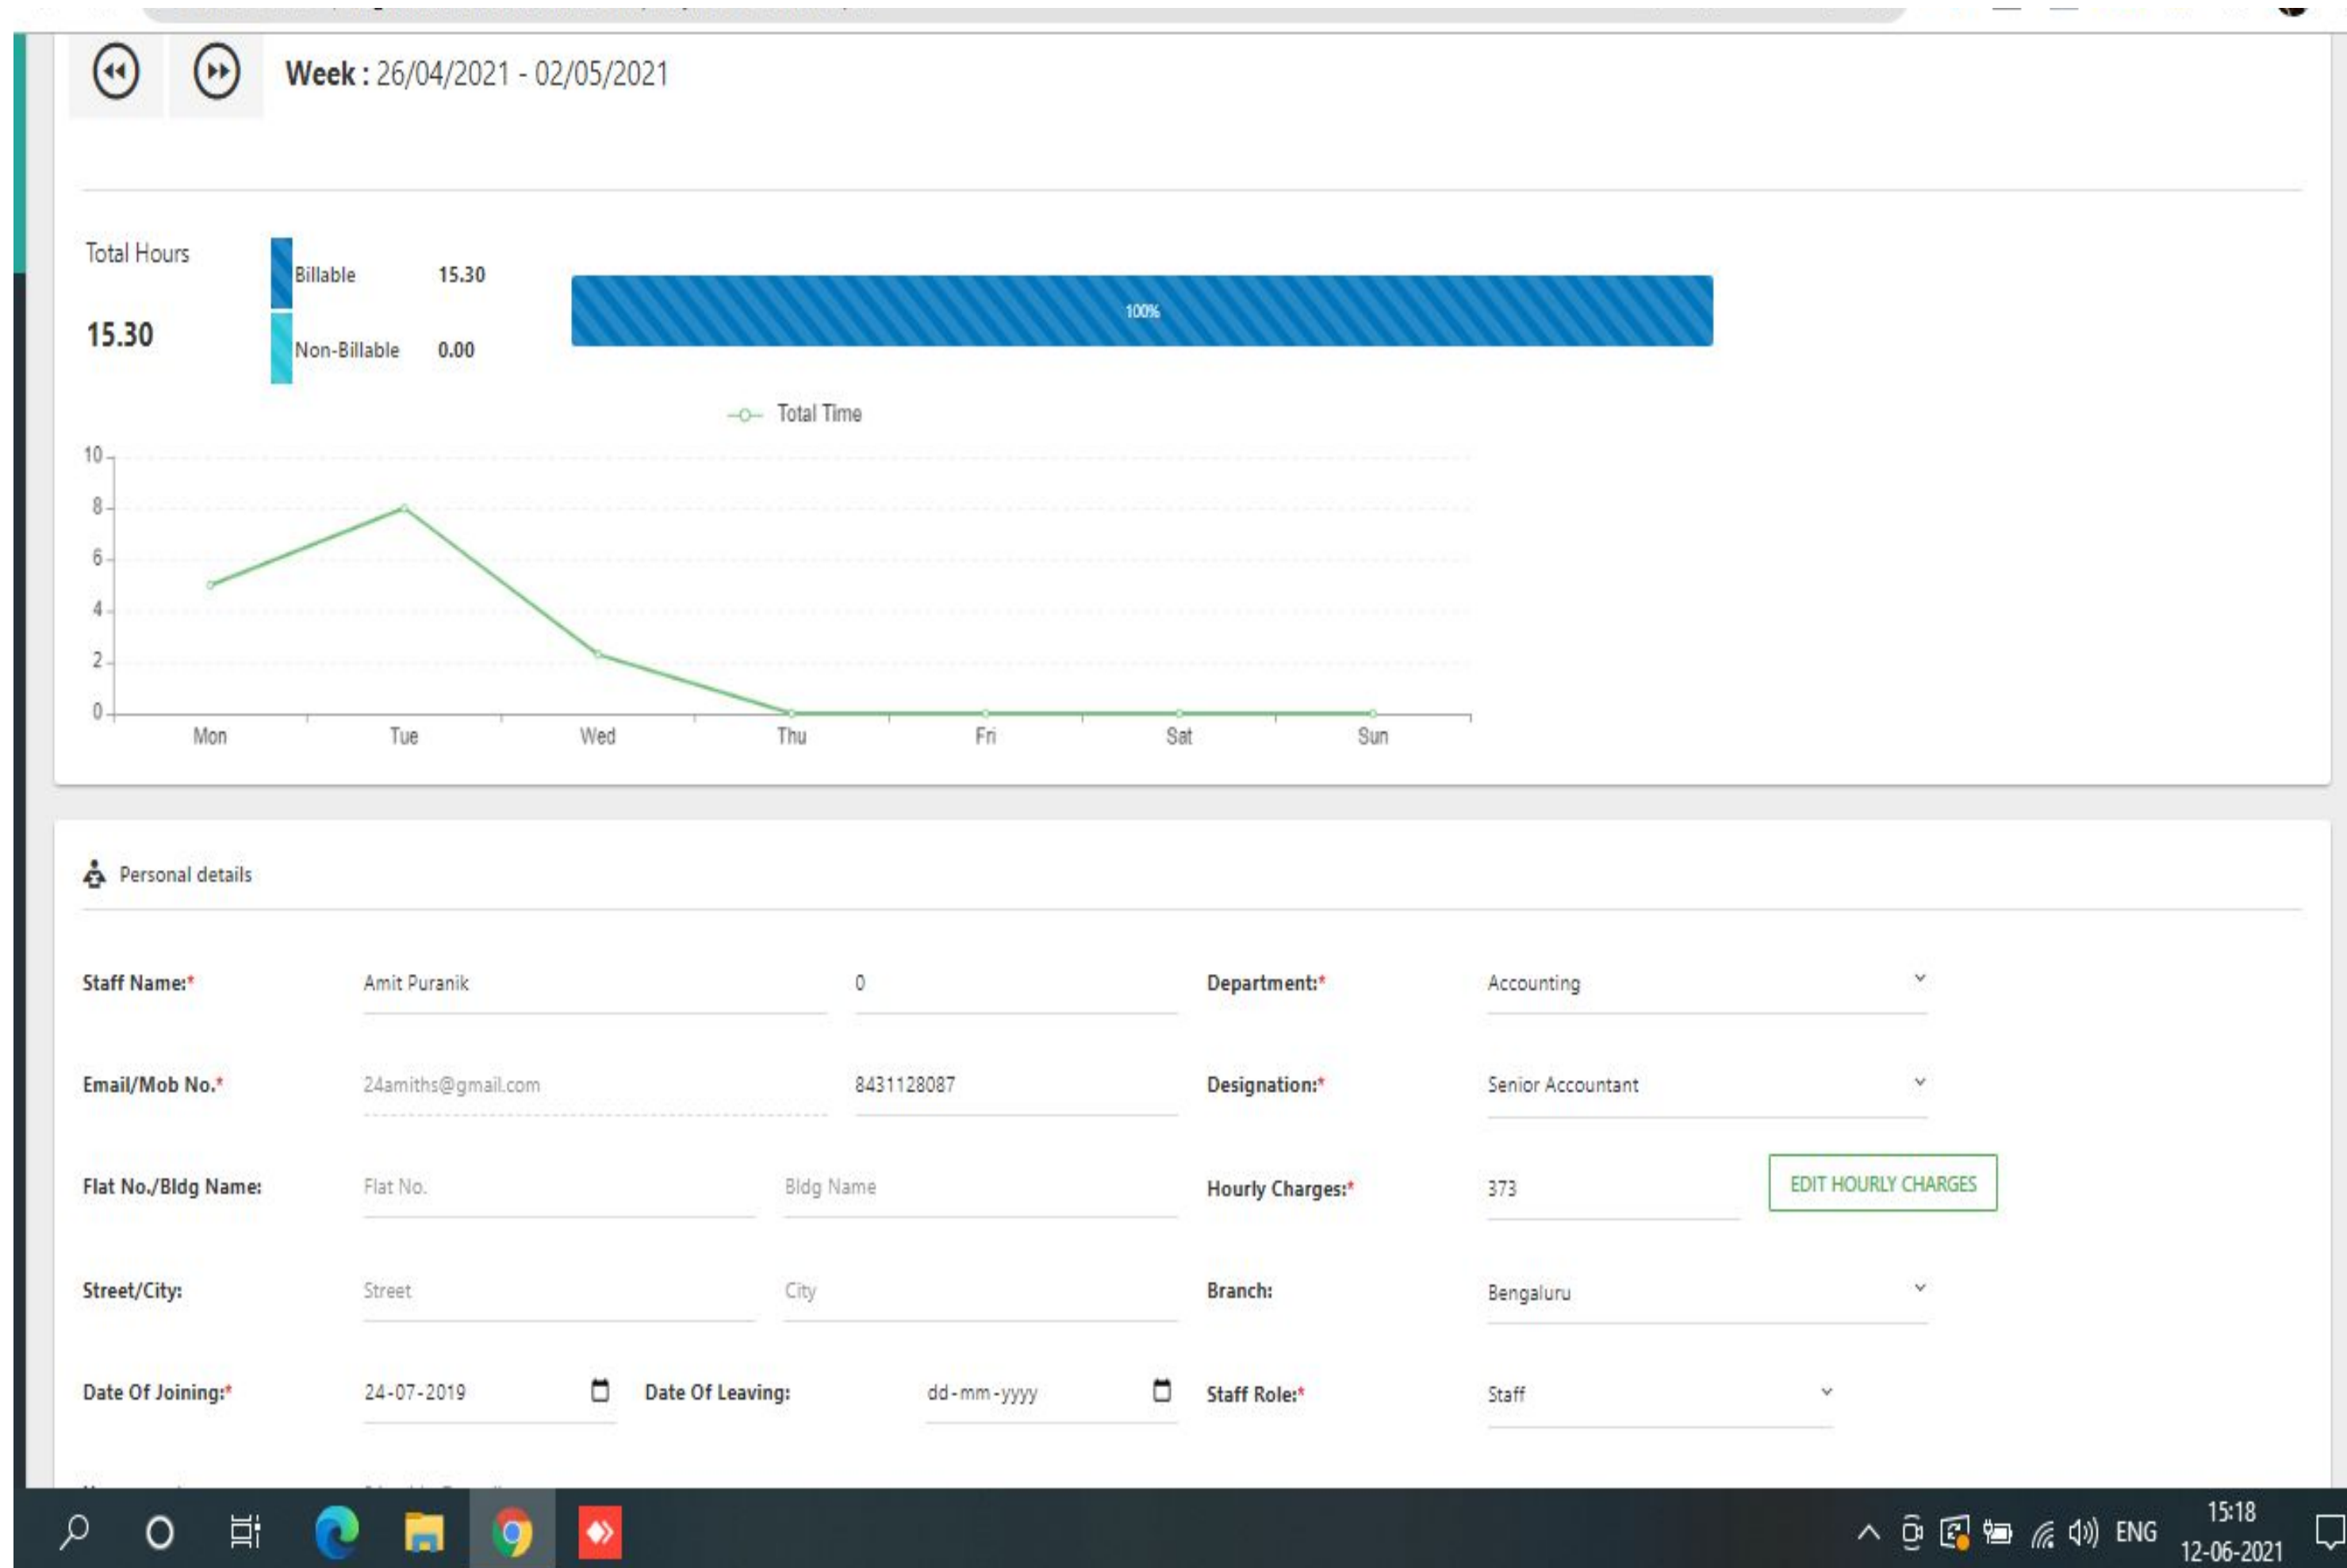 Week : 26/04/2021 - 02/05/2021
Total Hours
15.30
Billable 15.30
Non-Billable 0.00
100%
Total Time
10
8
6
4
2
0
Mon Tue Wed Thu Fri Sat Sun
Personal details
Staff Name:* Amit Puranik 0 Department:* Accounting
Email/Mob No.* 24amiths@gmail.com 8431128087 Designation:* Senior Accountant
Flat No./Bldg Name: Flat No. Bldg Name Hourly Charges:* 373 EDIT HOURLY CHARGES
Street/City: Street City Branch: Bengaluru
Date Of Joining:* 24-07-2019 Date Of Leaving: dd-mm-yyyy Staff Role:* Staff
ENG 15:18
12-06-2021